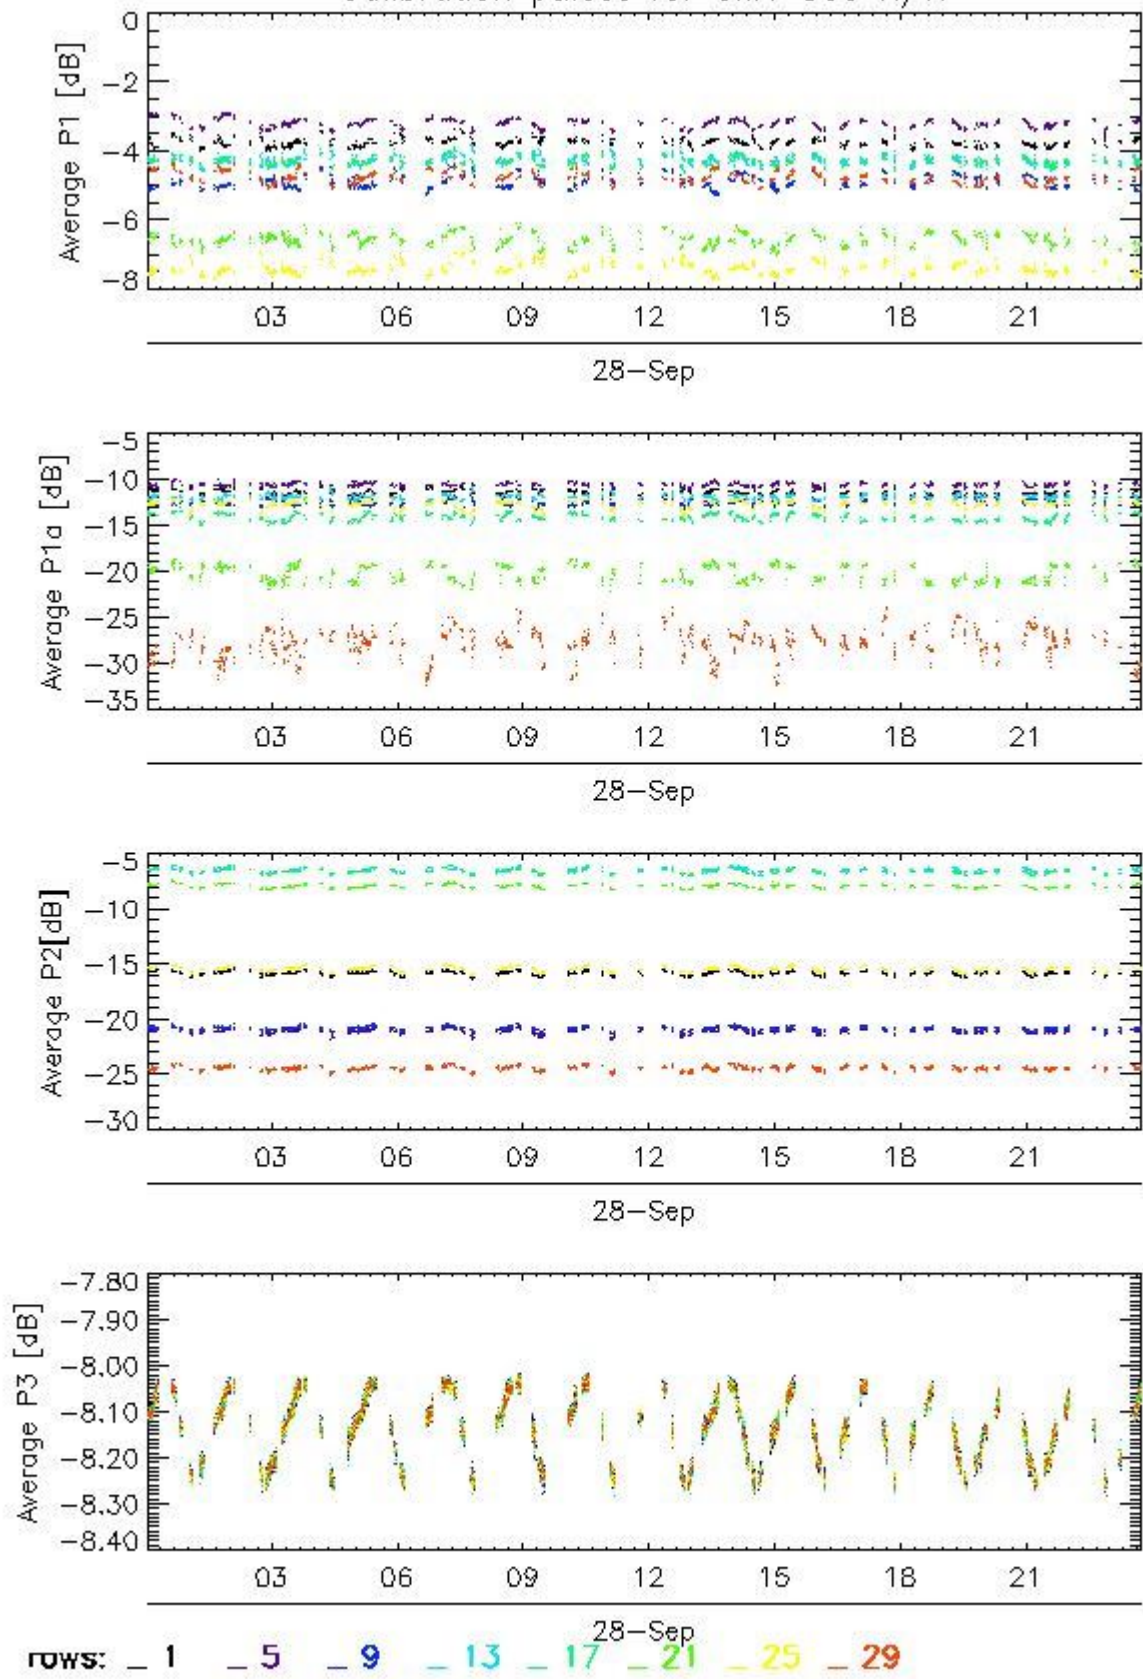 0
−2
−4
−6
−8
Average P1 [dB]
03 06 09 12 15 18 21
28−Sep
−5
−10
−15
−20
−25
−30
−35
Average P1a [dB]
03 06 09 12 15 18 21
28−Sep
−5
−10
−15
−20
−25
−30
Average P2[dB]
03 06 09 12 15 18 21
28−Sep
−7.80
−7.90
−8.00
−8.10
−8.20
−8.30
−8.40
Average P3 [dB]
03 06 09 12 15 18 21
28−Sep
rows: _ 1 _ 5 _ 9 _ 13 _ 17 _ 21 _ 25 _ 29